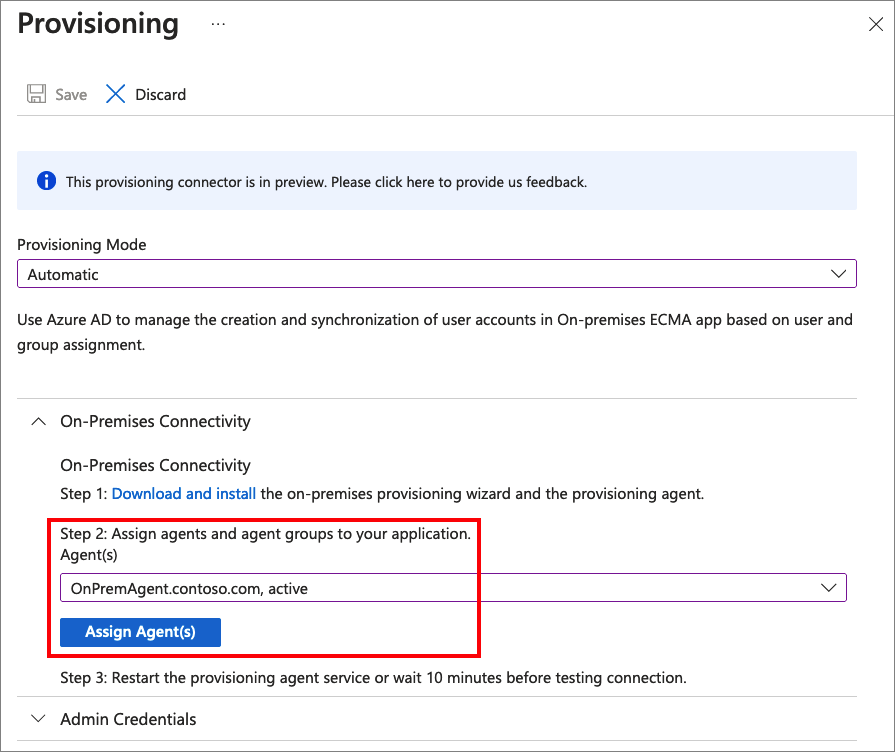 Provisioning ...
Save
Discard
This provisioning connector is in preview. Please click here to provide us feedback.
Provisioning Mode
Automatic
Use Azure AD to manage the creation and synchronization of user accounts in On-premises ECMA app based on user and
group assignment.
On-Premises Connectivity
On-Premises Connectivity
Step 1: Download and install the on-premises provisioning wizard and the provisioning agent.
Step 2: Assign agents and agent groups to your application.
Agent(s)
OnPremAgent.contoso.com, active
Assign Agent(s)
Step 3: Restart the provisioning agent service or wait 10 minutes before testing connection.
Admin Credentials